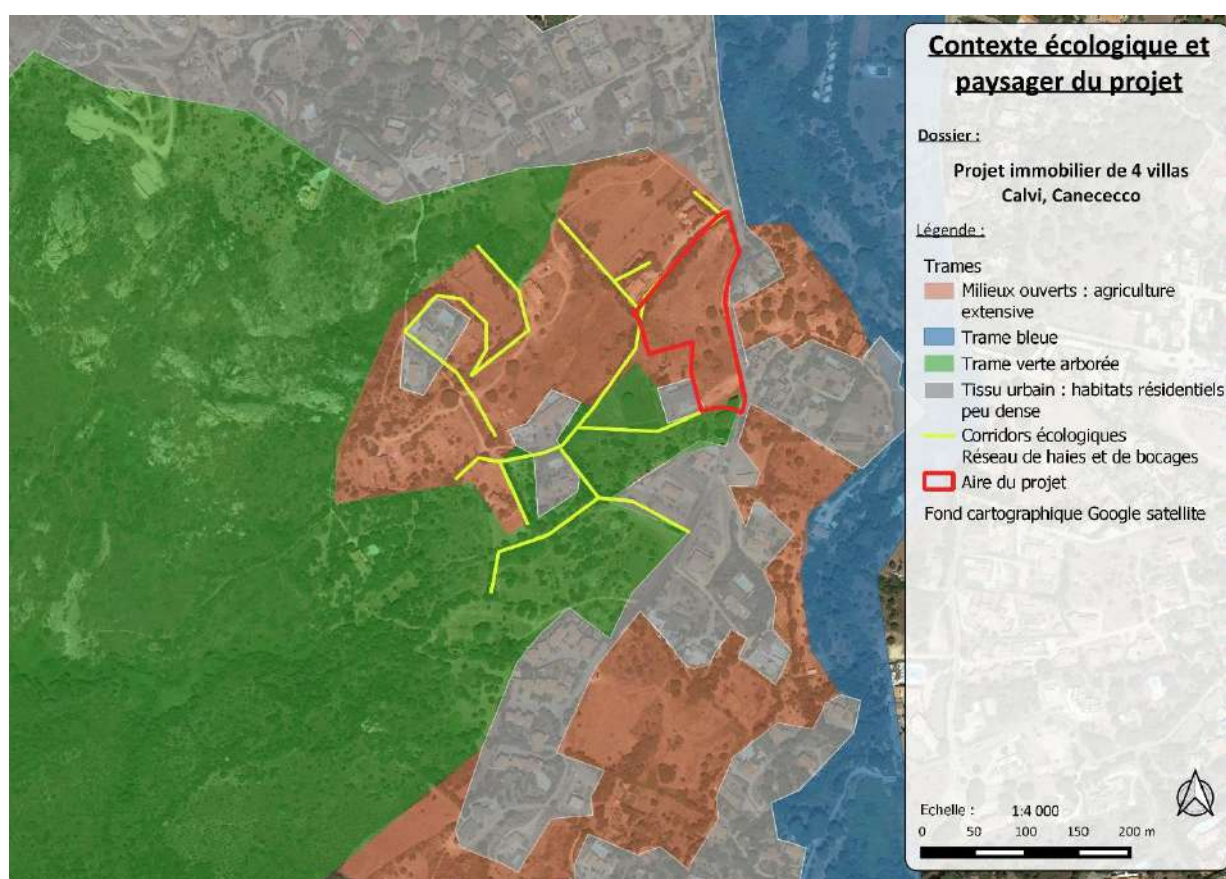 Contexte écologique et
paysager du projet
Dossier :
Projet immobilier de 4 villas
Calvi, Canececco
Légende :
Trames
Milieux ouverts : agriculture
extensive
Trame bleue
Trame verte arborée
Tissu urbain : habitats résidentiels
peu dense
Corridors écologiques
Réseau de haies et de bocages
Aire du projet
Fond cartographique Google satellite
Echelle : 1:4 000
0 50 100 150 200 m